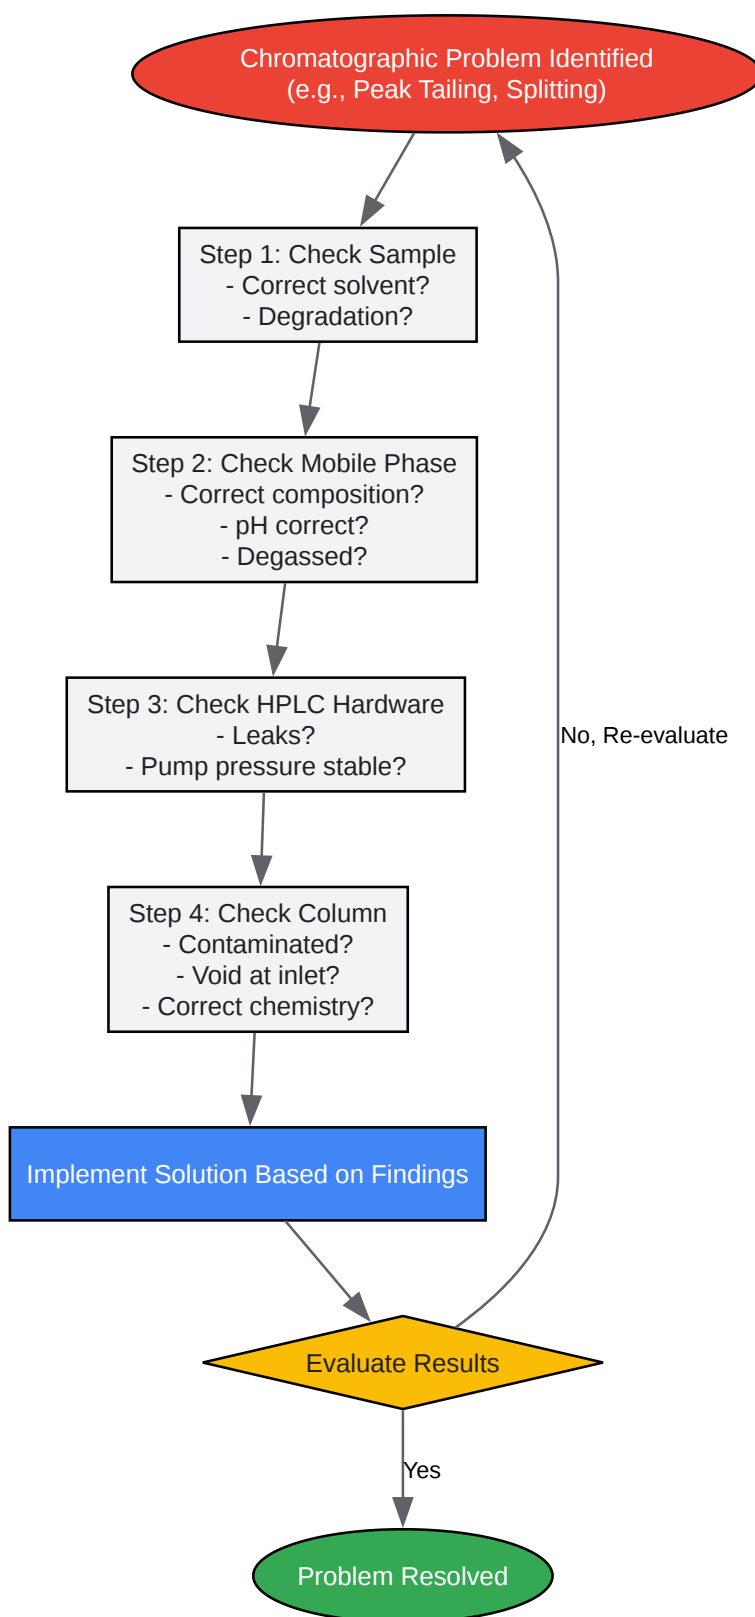 Chromatographic Problem Identified
(e.g., Peak Tailing, Splitting)
Step 1: Check Sample
- Correct solvent?
- Degradation?
Step 2: Check Mobile Phase
- Correct composition?
- pH correct?
- Degassed?
Step 3: Check HPLC Hardware
- Leaks?
- Pump pressure stable?
No, Re-evaluate
Step 4: Check Column
- Contaminated?
- Void at inlet?
- Correct chemistry?
Implement Solution Based on Findings
Evaluate Results
Yes
Problem Resolved